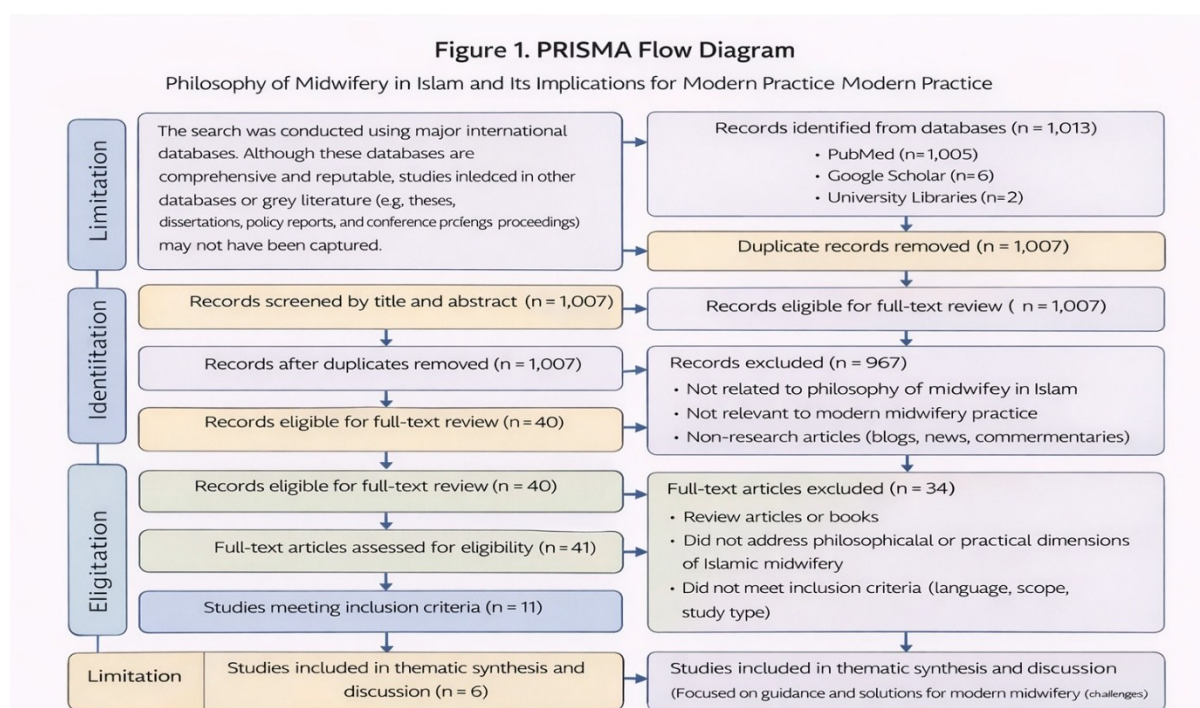 Figure 1. PRISMA Flow Diagram
Philosophy of Midwifery in Islam and Its Implications for Modern Practice Modern Practice
Limitation
The search was conducted using major international
databases. Although these databases are
comprehensive and reputable, studies inledced in other
databases or grey literature (e.g, theses,
dissertations, policy reports, and conference prcíengs proceedings)
may not have been captured.
Records identified from databases (n = 1,013)
• PubMed (n=1,005)
• Google Scholar (n=6)
• University Libraries (n=2)
Duplicate records removed (n = 1,007)
Identiitation
Records screened by title and abstract (n = 1,007)
Records eligible for full-text review ( n = 1,007)
Records after duplicates removed (n = 1,007)
Records eligible for full-text review (n = 40)
Records excluded (n = 967)
• Not related to philosophy of midwifey in Islam
• Not relevant to modern midwifery practice
• Non-research articles (blogs, news, commermentaries)
Eligitation
Records eligible for full-text review (n = 40)
Full-text articles assessed for eligibility (n = 41)
Studies meeting inclusion criteria (n = 11)
Full-text articles excluded (n = 34)
• Review articles or books
• Did not address philosophicalal or practical dimensions
of Islamic midwifery
• Did not meet inclusion criteria (language, scope,
study type)
Limitation
Studies included in thematic synthesis and
discussion (n = 6)
Studies included in thematic synthesis and discussion
(Focused on guidance and solutions for modern midwifery (challenges)